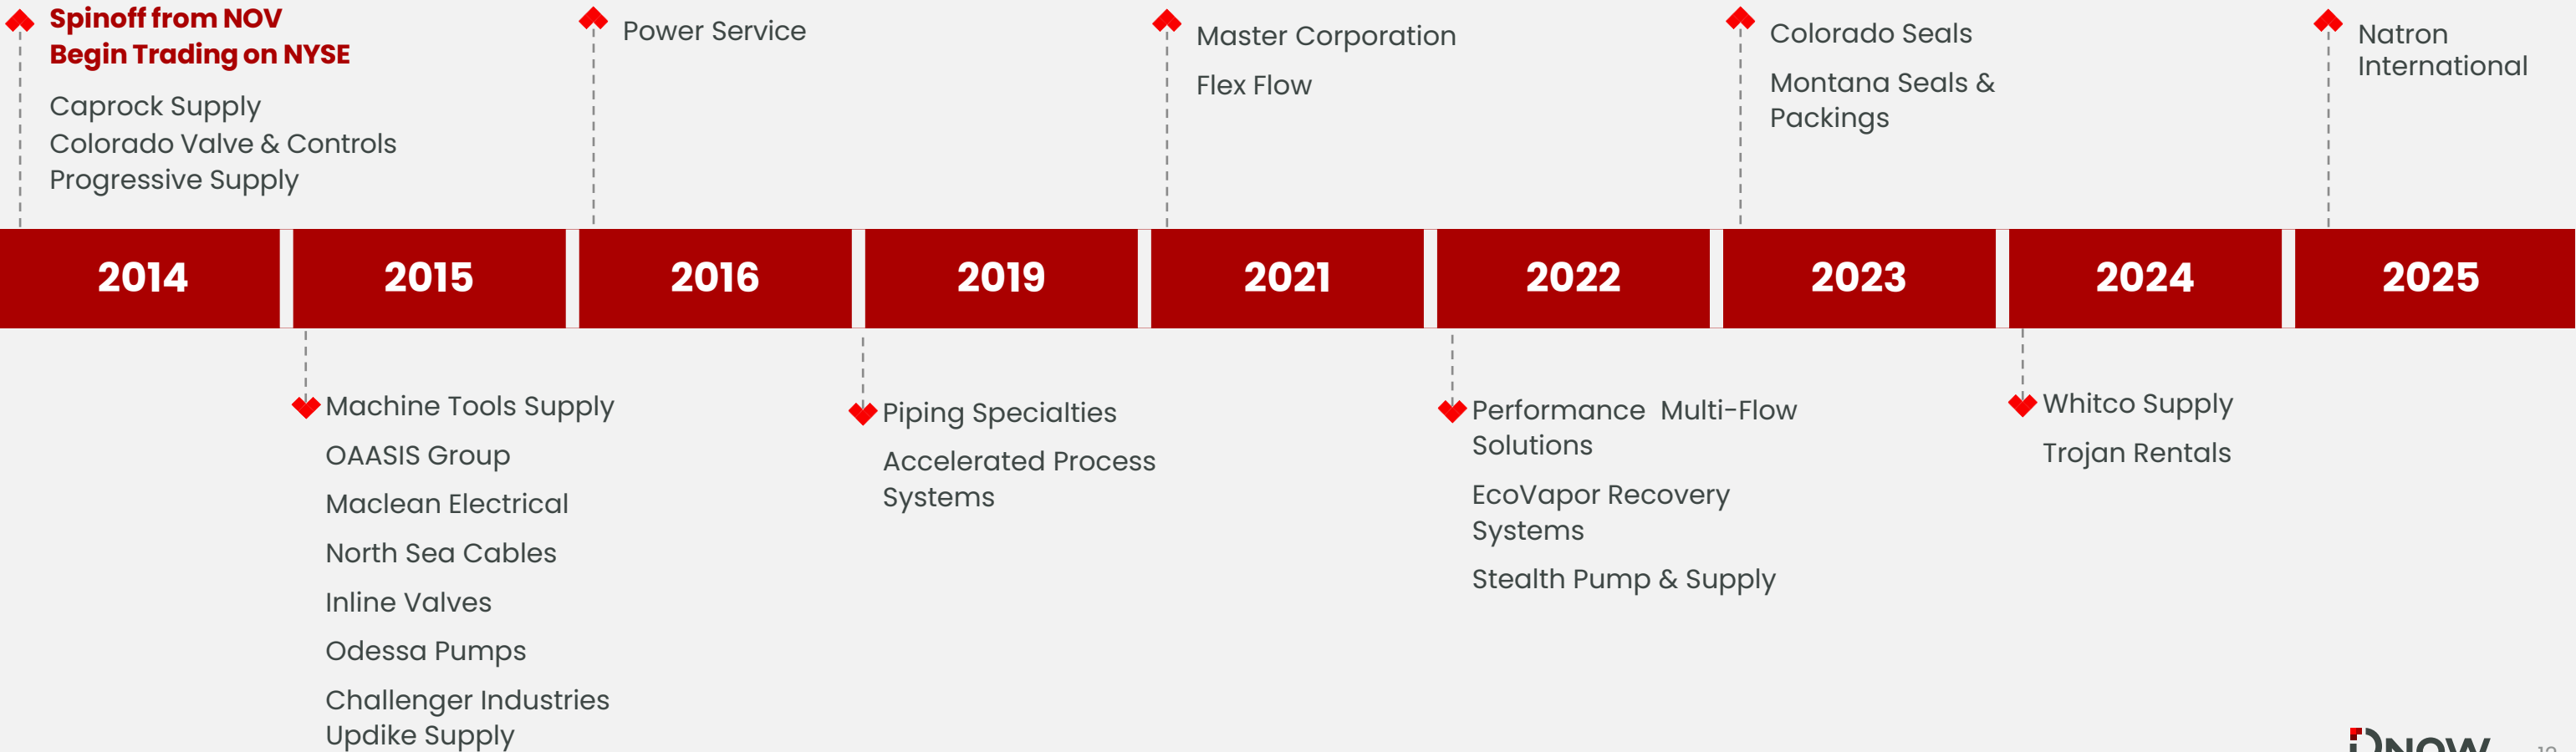 Spinoff from NOV
Begin Trading on NYSE
Caprock Supply
Colorado Valve & Controls
Progressive Supply
Power Service
Master Corporation
Flex Flow
Colorado Seals
Montana Seals &
Packings
Natron
International
2014
2015
2016
2019
2021
2022
2023
2024
2025
Machine Tools Supply
OAASIS Group
Maclean Electrical
North Sea Cables
Inline Valves
Odessa Pumps
Challenger Industries
Updike Supply
Piping Specialties
Accelerated Process
Systems
Performance  Multi-Flow
Solutions
EcoVapor Recovery
Systems
Stealth Pump & Supply
Whitco Supply
Trojan Rentals
DNOW